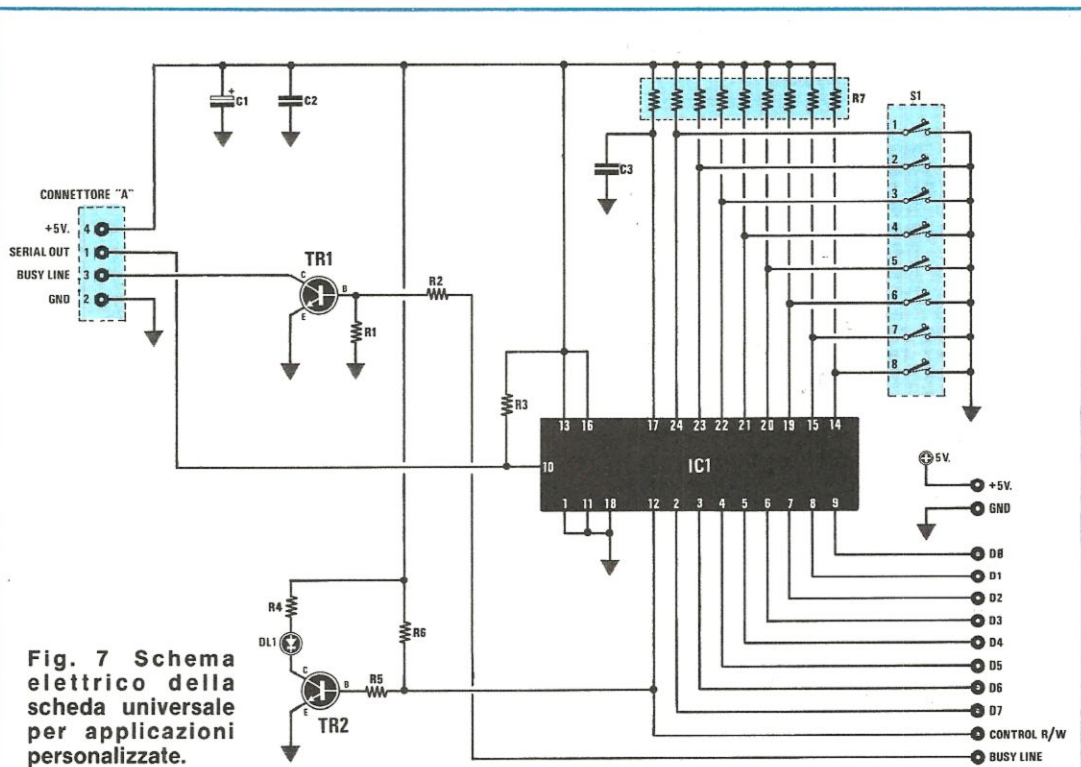 +
C1
C2
R7
S1
1
2
3
4
5
6
7
8
C3
CONNETTORE "A"
+5V. 4
SERIAL OUT 1
BUSY LINE 3
GND 2
TR1
C
B
E
R2
R1
R3
13 16 17 24 23 22 21 20 19 15 14
10
IC1
1 11 18 12 2 3 4 5 6 7 8 9
5V.
+5V.
GND
D0
D1
D2
D3
D4
D5
D6
D7
CONTROL R/W
BUSY LINE
R4
DL1
R6
R5
C
B
E
TR2
Fig. 7 Schema
elettrico della
scheda universale
per applicazioni
personalizzate.